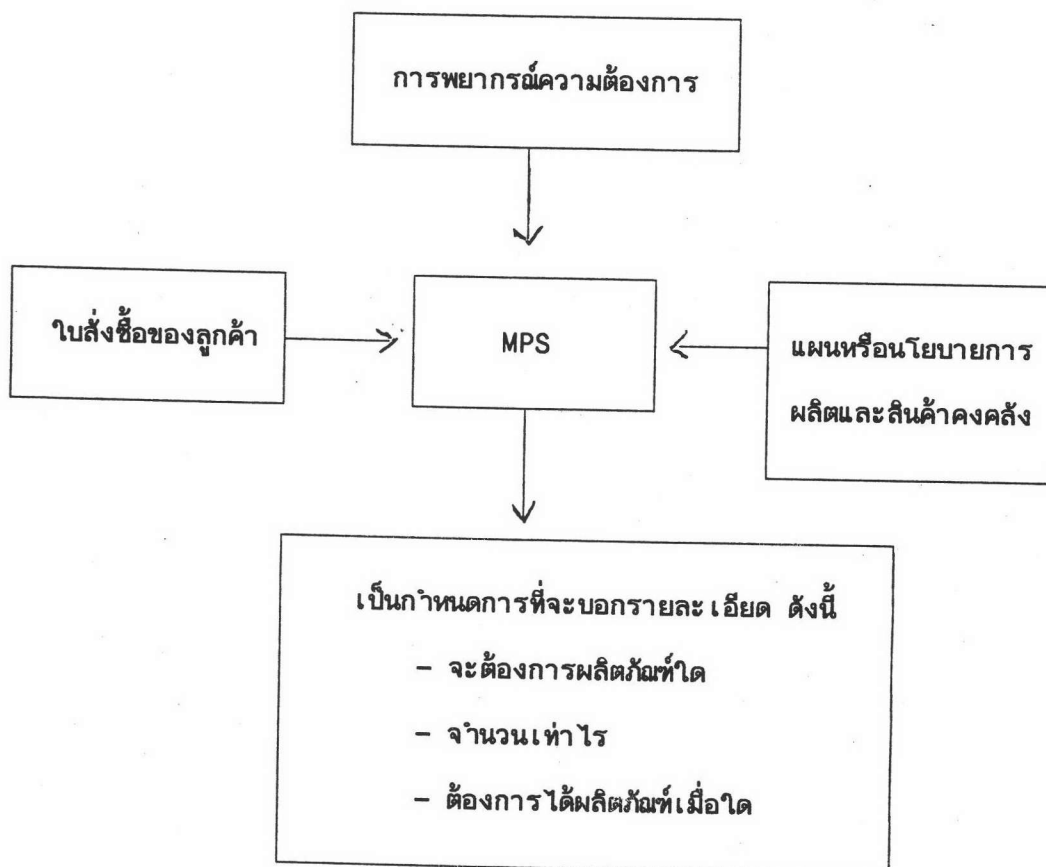 การพยากรณ์ความต้องการ
ใบสั่งซื้อของลูกค้า
MPS
แผนหรือนโยบายการ
ผลิตและสินค้าคงคลัง
เป็นกำหนดการที่จะบอกรายละเอียด ดังนี้
- จะต้องการผลิตภัณฑ์ใด
- จำนวนเท่าไร
- ต้องการได้ผลิตภัณฑ์เมื่อใด